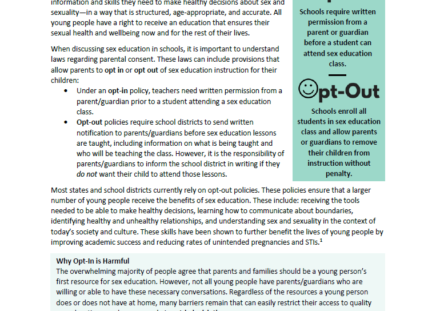 information and skills they need to make healthy decisions about sex and
sexuality—in a way that is structured, age-appropriate, and accurate. All
young people have a right to receive an education that ensures their
sexual health and wellbeing now and for the rest of their lives.
When discussing sex education in schools, it is important to understand
laws regarding parental consent. These laws can include provisions that
allow parents to opt in or opt out of sex education instruction for their
children:
• Under an opt-in policy, teachers need written permission from a
parent/guardian prior to a student attending a sex education
class.
• Opt-out policies require school districts to send written
notification to parents/guardians before sex education lessons
are taught, including information on what is being taught and
who will be teaching the class. However, it is the responsibility of
parents/guardians to inform the school district in writing if they
do not want their child to attend those lessons.
Schools require written
permission from a
parent or guardian
before a student can
attend sex education
class.
Opt-Out
Schools enroll all
students in sex education
class and allow parents
or guardians to remove
their children from
instruction without
penalty.
Most states and school districts currently rely on opt-out policies. These policies ensure that a larger
number of young people receive the benefits of sex education. These include: receiving the tools
needed to be able to make healthy decisions, learning how to communicate about boundaries,
identifying healthy and unhealthy relationships, and understanding sex and sexuality in the context of
today's society and culture. These skills have been shown to further benefit the lives of young people by
improving academic success and reducing rates of unintended pregnancies and STIs.¹
Why Opt-In is Harmful
The overwhelming majority of people agree that parents and families should be a young person's
first resource for sex education. However, not all young people have parents/guardians who are
willing or able to have these necessary conversations. Regardless of the resources a young person
does or does not have at home, many barriers remain that can easily restrict their access to quality